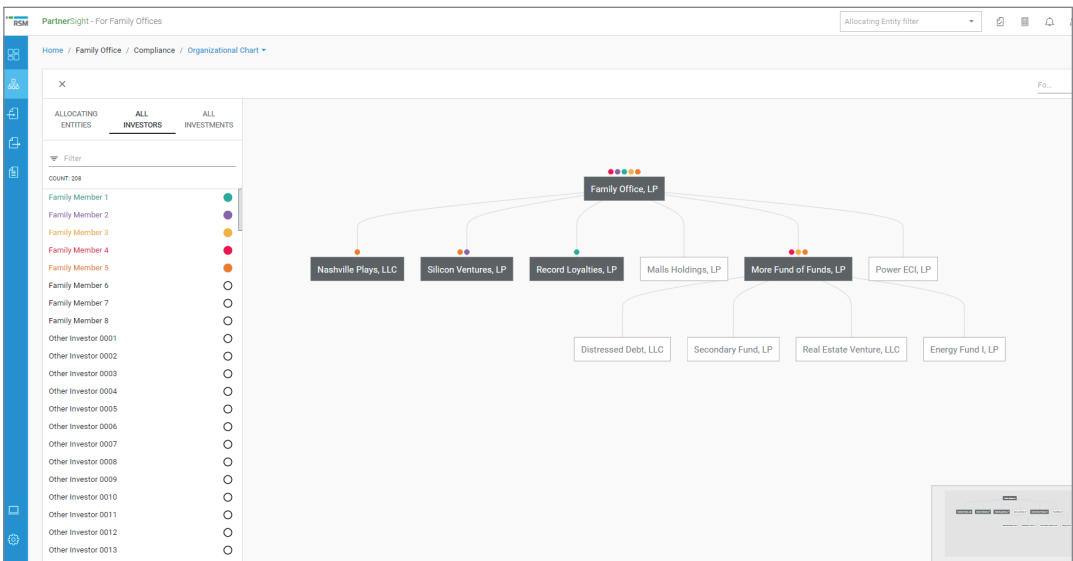 RSM
PartnerSight - For Family Offices
Allocating Entity filter
Home / Family Office / Compliance / Organizational Chart
Fo...
ALLOCATING ENTITIES
ALL INVESTORS
ALL INVESTMENTS
Filter
COUNT: 208
Family Member 1
Family Member 2
Family Member 3
Family Member 4
Family Member 5
Family Member 6
Family Member 7
Family Member 8
Other Investor 0001
Other Investor 0002
Other Investor 0003
Other Investor 0004
Other Investor 0005
Other Investor 0006
Other Investor 0007
Other Investor 0008
Other Investor 0009
Other Investor 0010
Other Investor 0011
Other Investor 0012
Other Investor 0013
Family Office, LP
Nashville Plays, LLC
Silicon Ventures, LP
Record Loyalties, LP
Malls Holdings, LP
More Fund of Funds, LP
Power ECI, LP
Distressed Debt, LLC
Secondary Fund, LP
Real Estate Venture, LLC
Energy Fund I, LP